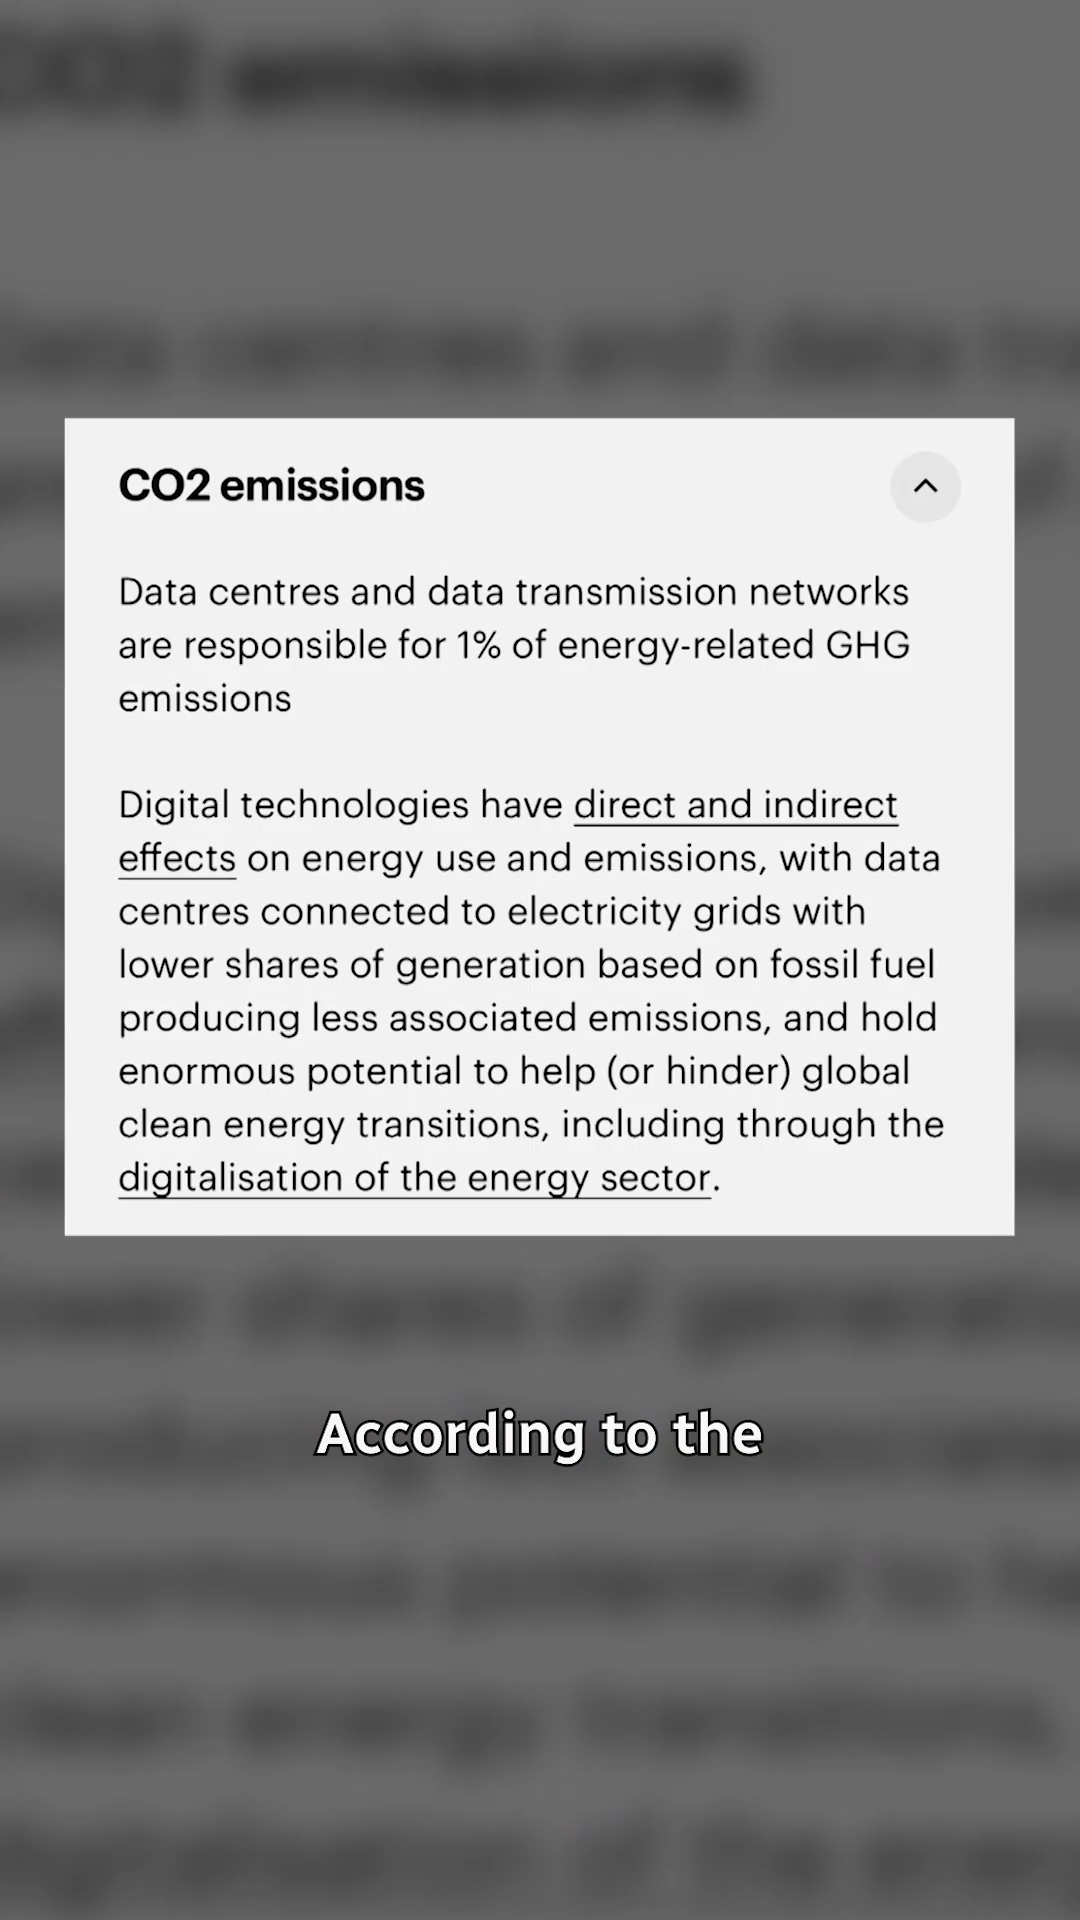 CO2 emissions
Data centres and data transmission networks
are responsible for 1% of energy-related GHG
emissions
Digital technologies have direct and indirect
effects on energy use and emissions, with data
centres connected to electricity grids with
lower shares of generation based on fossil fuel
producing less associated emissions, and hold
enormous potential to help (or hinder) global
clean energy transitions, including through the
digitalisation of the energy sector.
According to the